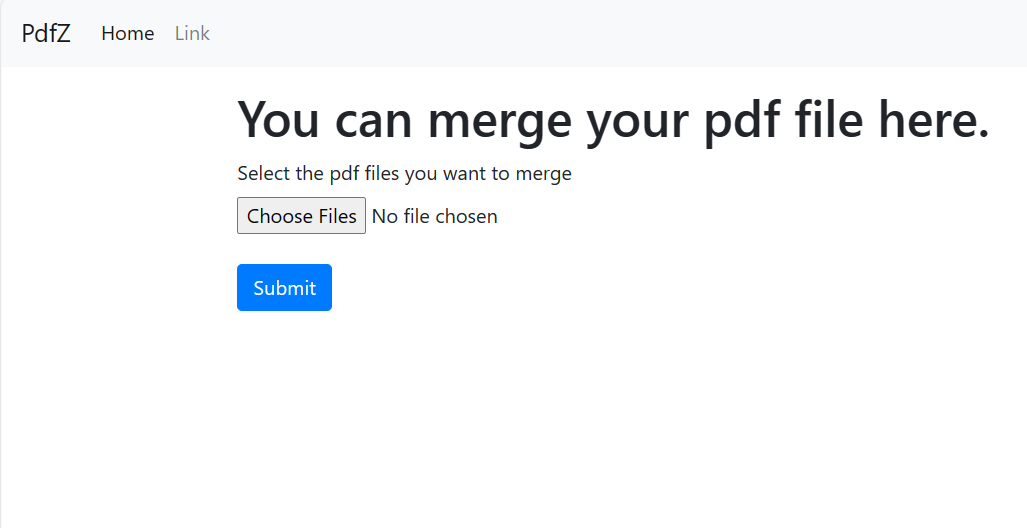 PdfZ Home Link
You can merge your pdf file here.
Select the pdf files you want to merge
Choose Files No file chosen
Submit